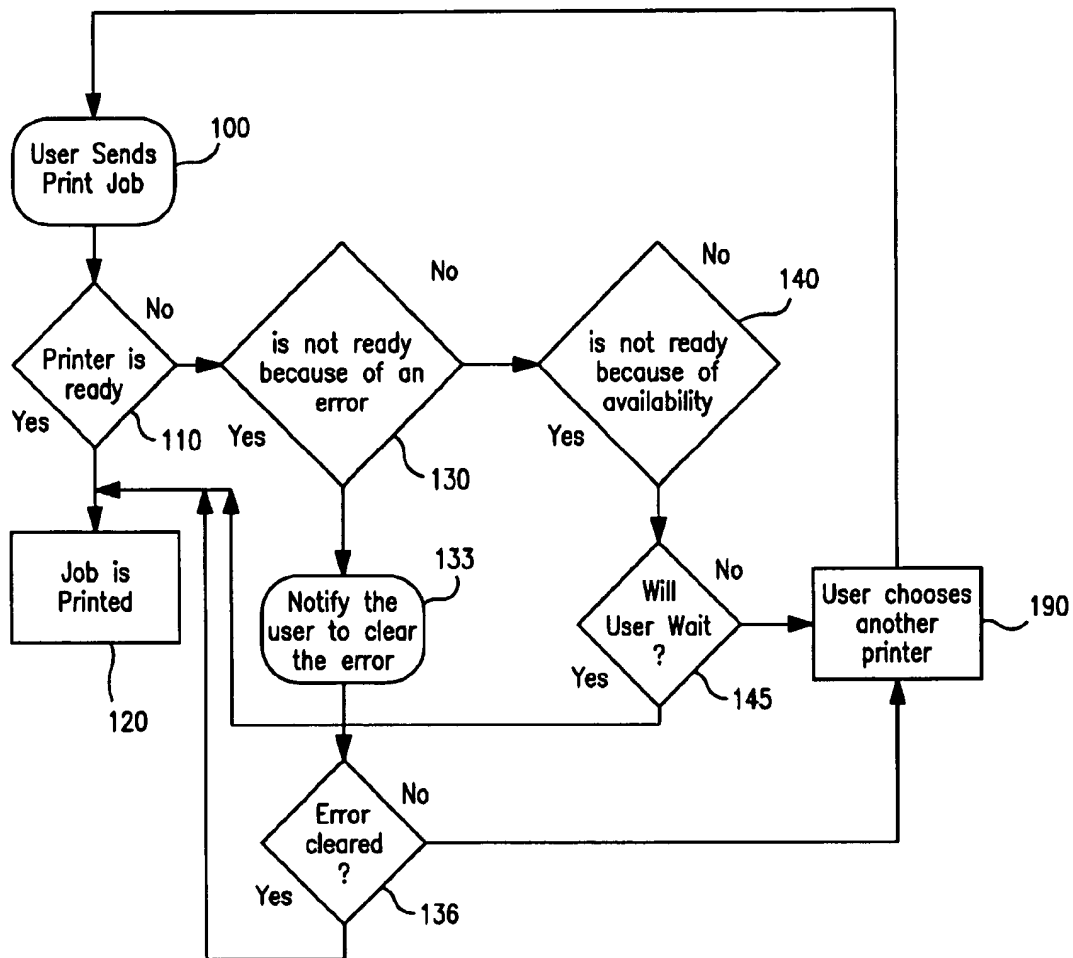 100
User Sends
Print Job
No
Printer is
ready
Yes
110
No
is not ready
because of an
error
Yes
130
No
140
is not ready
because of
availability
Yes
Job is
Printed
120
133
Notify the
user to clear
the error
Will
User Wait
?
No
Yes
145
User chooses
another
printer
190
Error
cleared
?
No
Yes
136